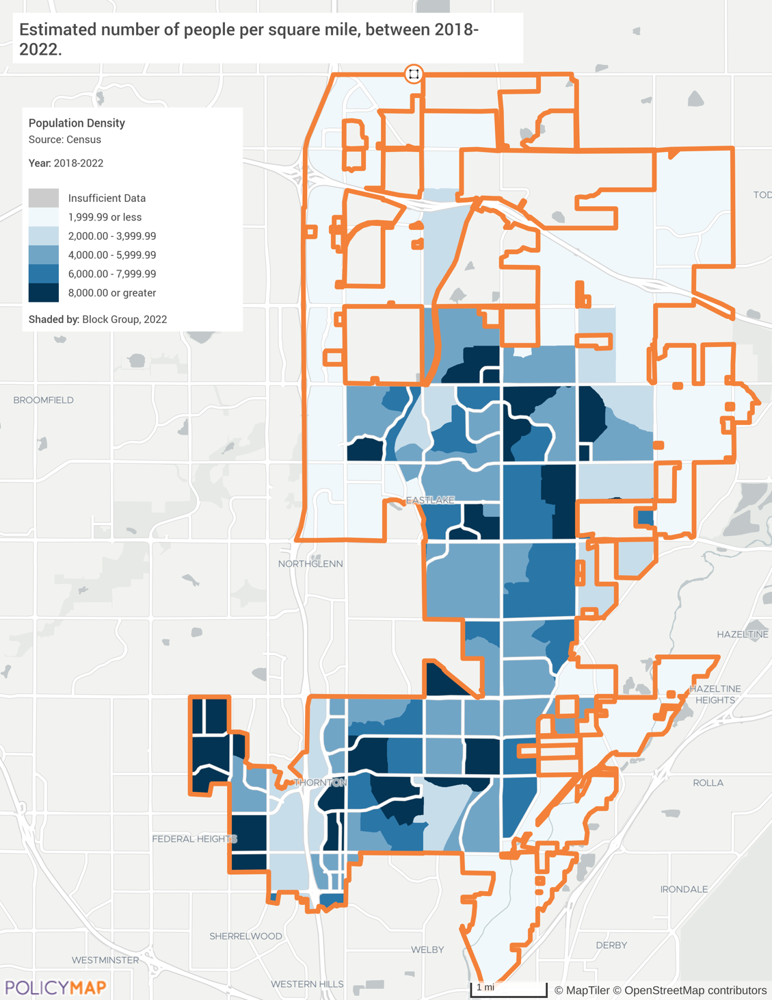 Estimated number of people per square mile, between 2018-
2022.
Population Density
Source: Census
Year: 2018-2022
Insufficient Data
1,999.99 or less
2,000.00 - 3,999.99
4,000.00 - 5,999.99
6,000.00 - 7,999.99
8,000.00 or greater
Shaded by: Block Group, 2022
TOD
BROOMFIELD
EASTLAKE
NORTHGLENN
HAZELTINE
HAZELTINE
HEIGHTS
THORNTON
ROLLA
FEDERAL HEIGHTS
IRONDALE
SHERRELWOOD
DERBY
WELBY
WESTMINSTER
WESTERN HILLS
POLICYMAP
1 mi
© MapTiler © OpenStreetMap contributors